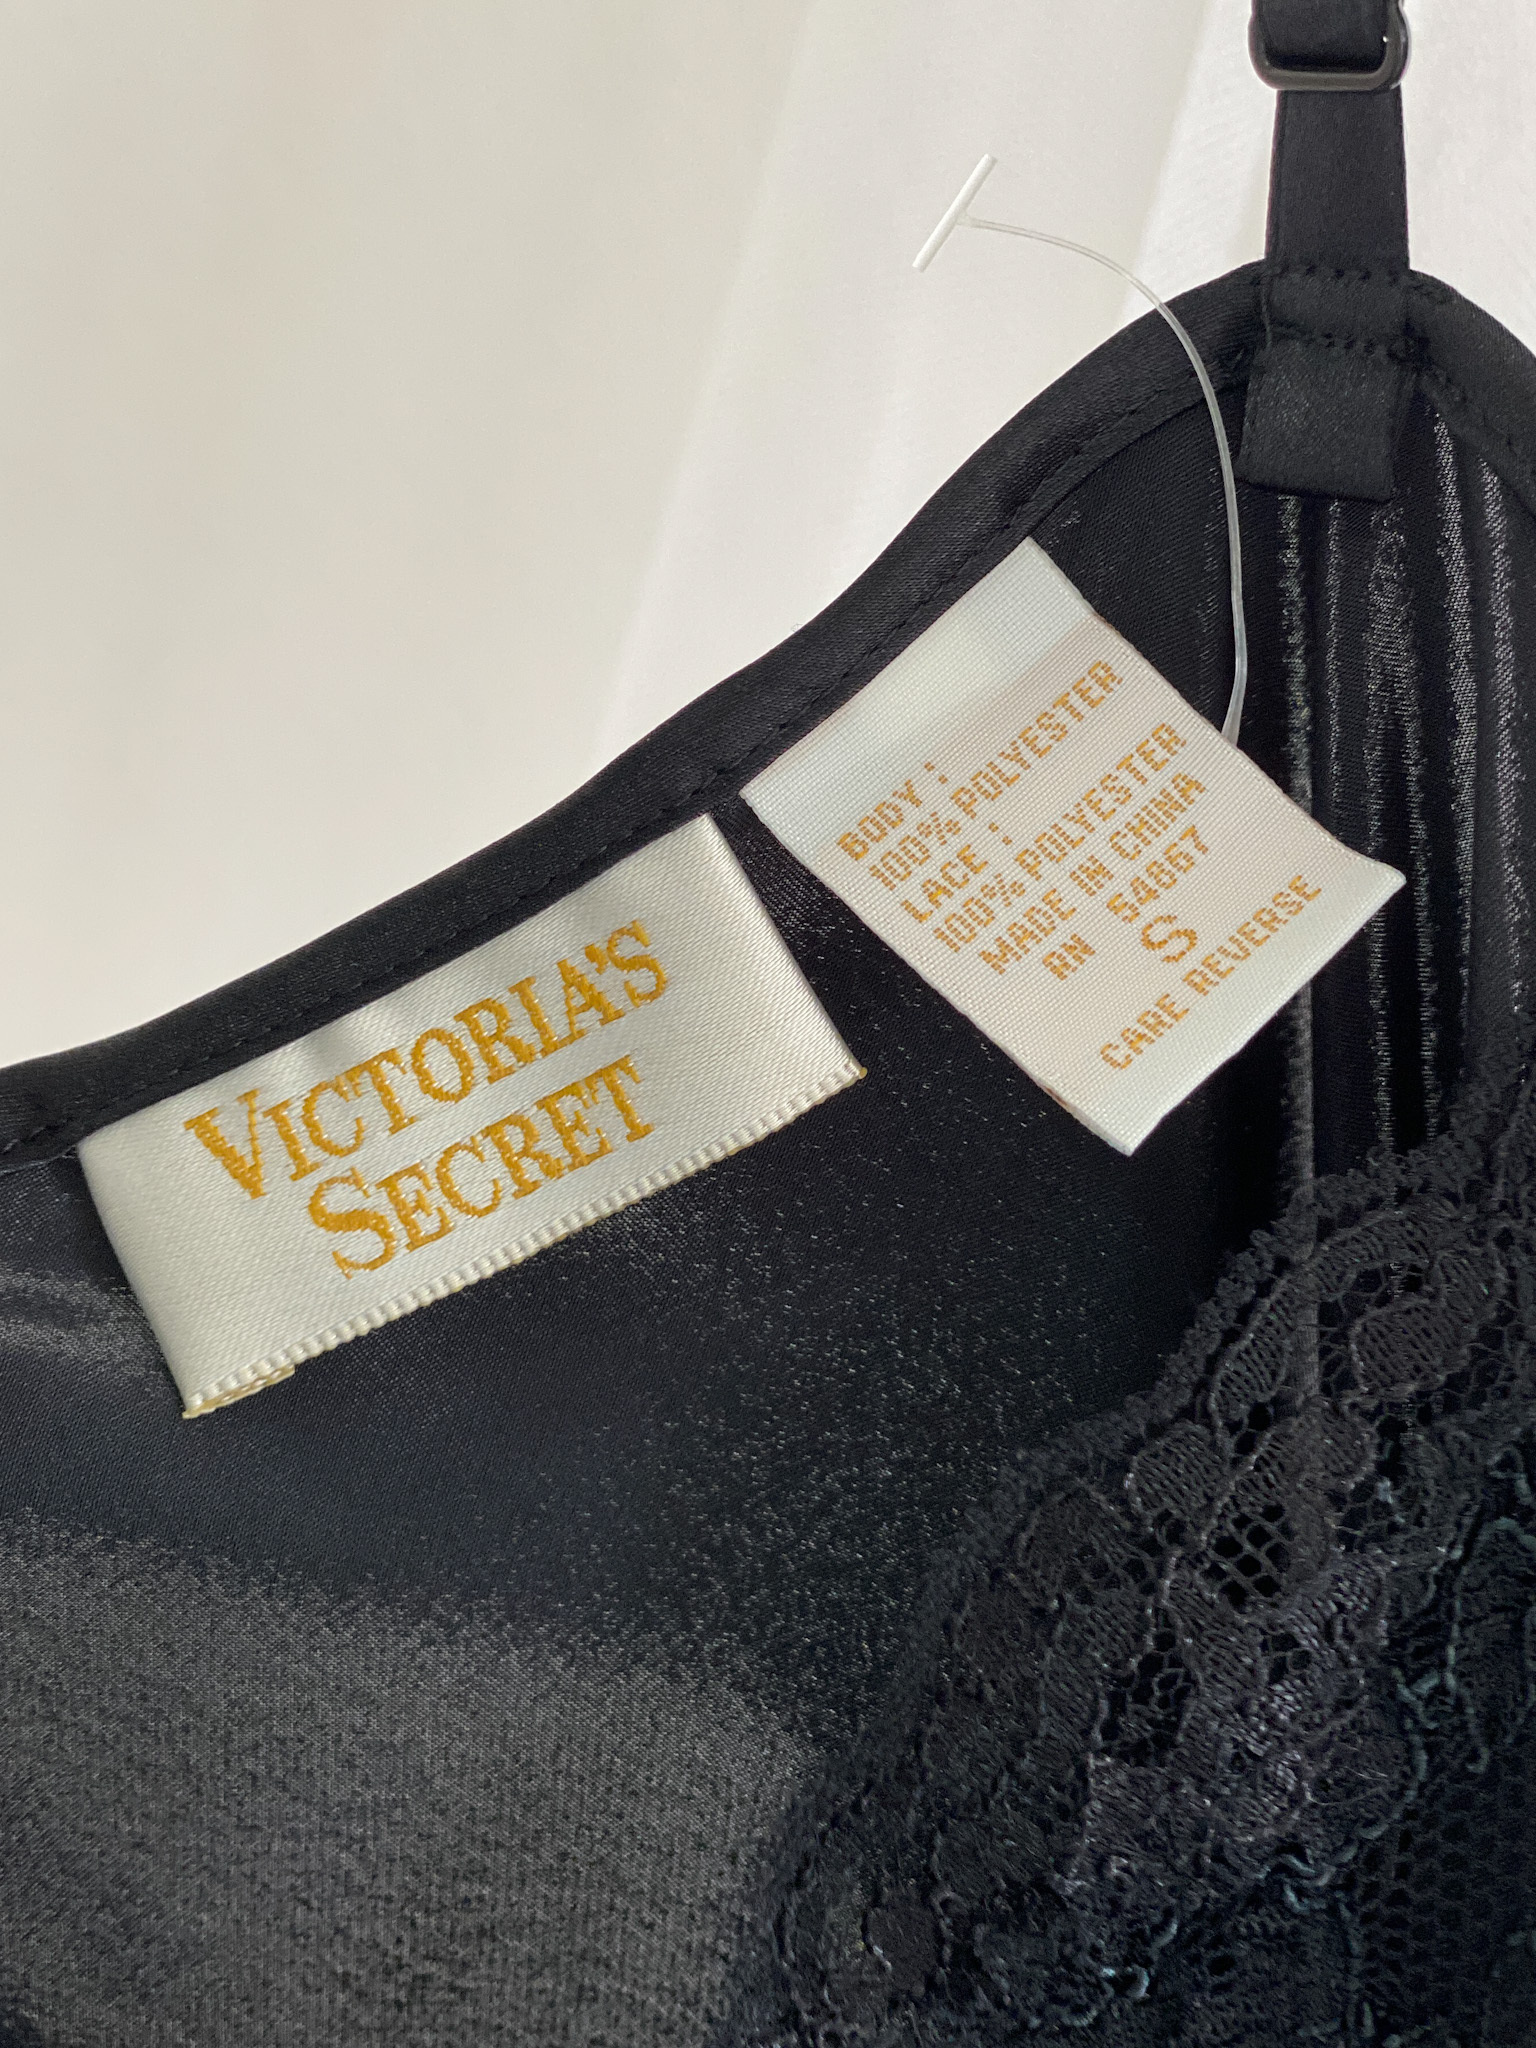 VICTORIA'S
SECRET
BODY :
100% POLYESTER
LACE :
100% POLYESTER
MADE IN CHINA
RN 54867
S
CARE REVERSE